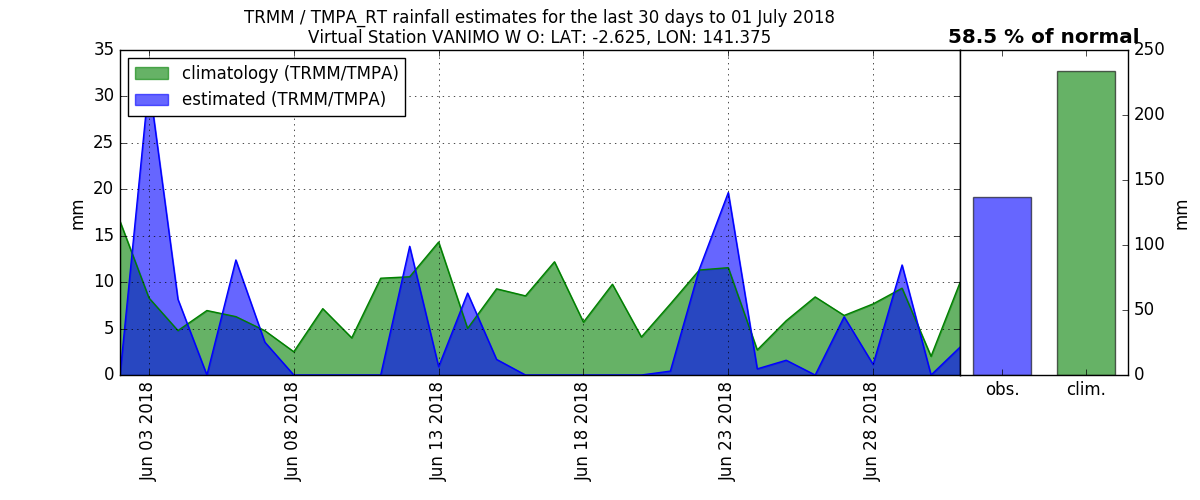 TRMM / TMPA_RT rainfall estimates for the last 30 days to 01 July 2018
Virtual Station VANIMO W O: LAT: -2.625, LON: 141.375
58.5 % of normal
climatology (TRMM/TMPA)
estimated (TRMM/TMPA)
35
30
25
20
15
10
5
0
mm
Jun 03 2018
Jun 08 2018
Jun 13 2018
Jun 18 2018
Jun 23 2018
Jun 28 2018
obs.
clim.
250
200
150
100
50
0
mm